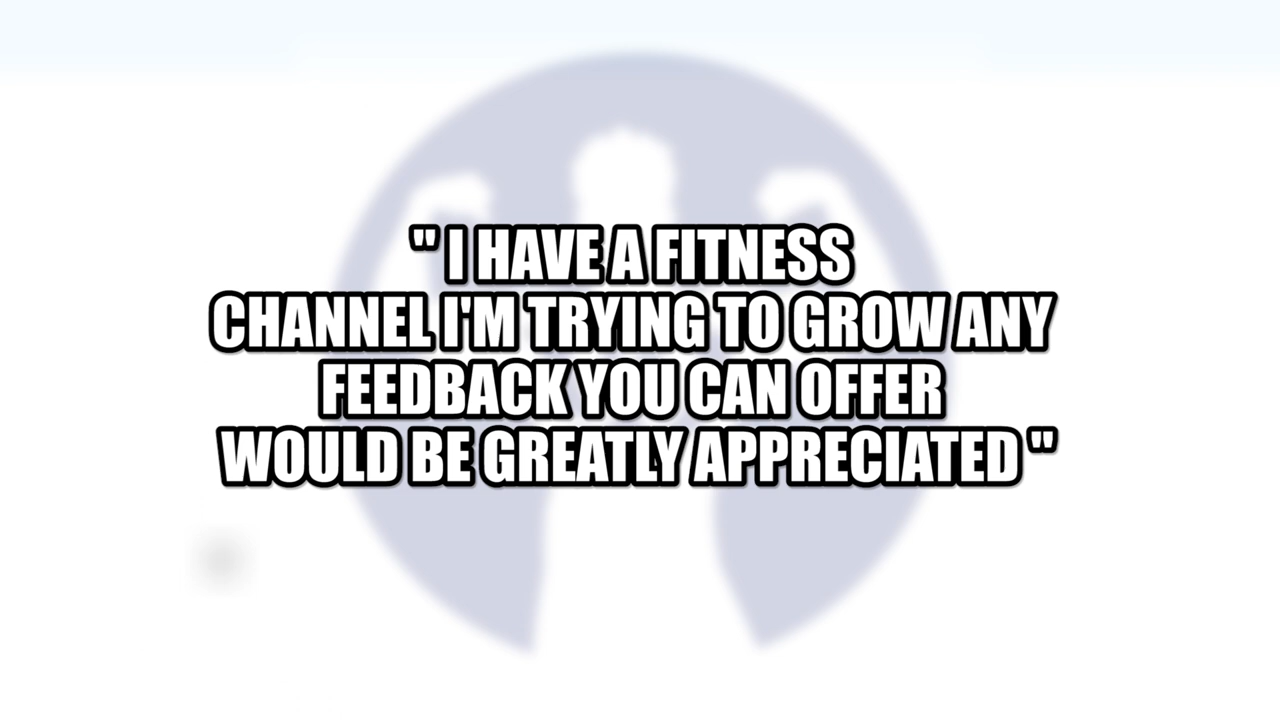 " I HAVE A FITNESS
CHANNEL I'M TRYING TO GROW ANY
FEEDBACK YOU CAN OFFER
WOULD BE GREATLY APPRECIATED "